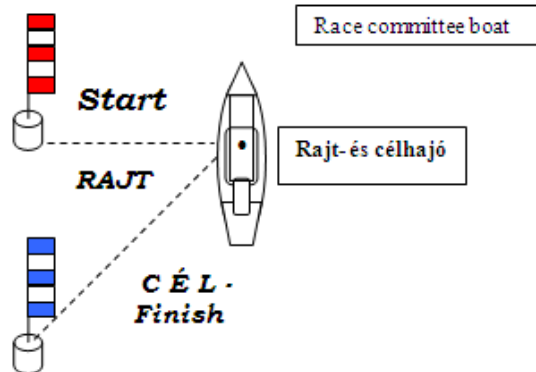 Race committee boat
Start
Rajt-és célhajó
RAJT
C É L -
Finish